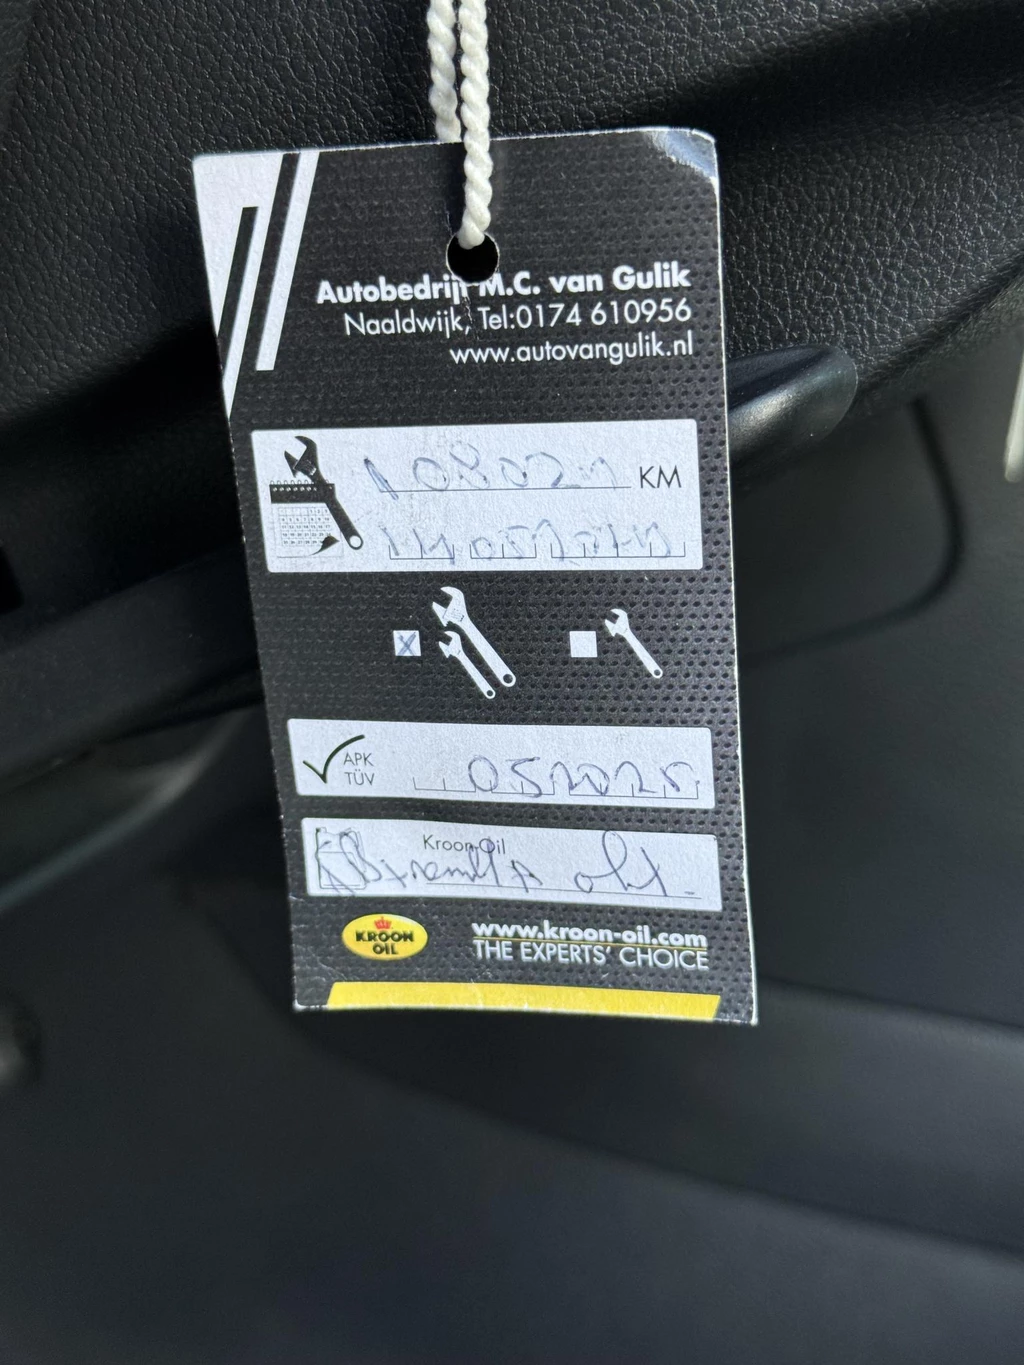 Autobedrijf M.C. van Gulik
Naaldwijk, Tel:0174 610956
www.autovangulik.nl
KM
APK
TÜV
052025
Kroon-Oil
KROON
OIL
www.kroon-oil.com
THE EXPERTS' CHOICE